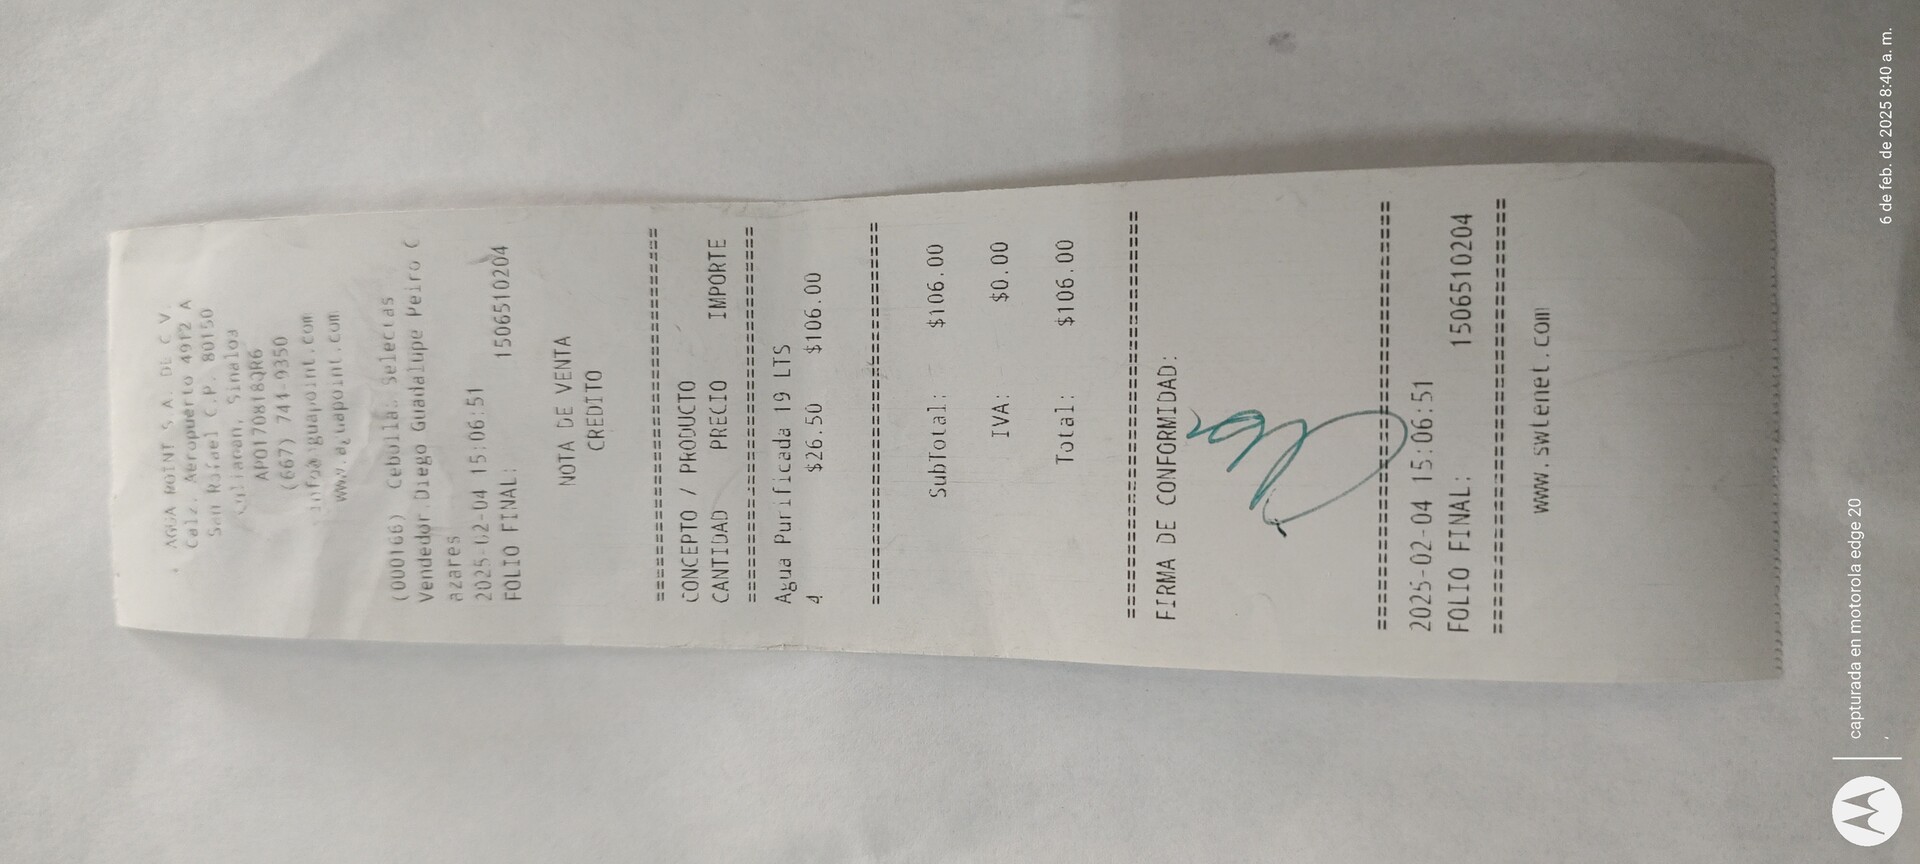 AGUA POINT S.A. DE C.V.
Calz. Aeropuerto 4912 A
San Rafael C.P. 80150
Culiacan, Sinaloa
APO170818QR6
(667) 741-0350
info@aguapoint.com
www.aguapoint.com
(000166) Cebollas Selectas
Vendedor.Diego Guadalupe Peiro C
azares
2025-02-04 15:06:51
FOLIO FINAL: 1506510204
NOTA DE VENTA
CREDITO
================================
CONCEPTO / PRODUCTO
CANTIDAD PRECIO IMPORTE
================================
Agua Purificada 19 LTS
4 $26.50 $106.00
================================
SubTotal: $106.00
IVA: $0.00
Total: $106.00
================================
FIRMA DE CONFORMIDAD:
================================
2025-02-04 15:06:51
FOLIO FINAL: 1506510204
================================
www.swtenet.com
capturada en motorola edge 20
6 de feb. de 2025 8:40 a. m.